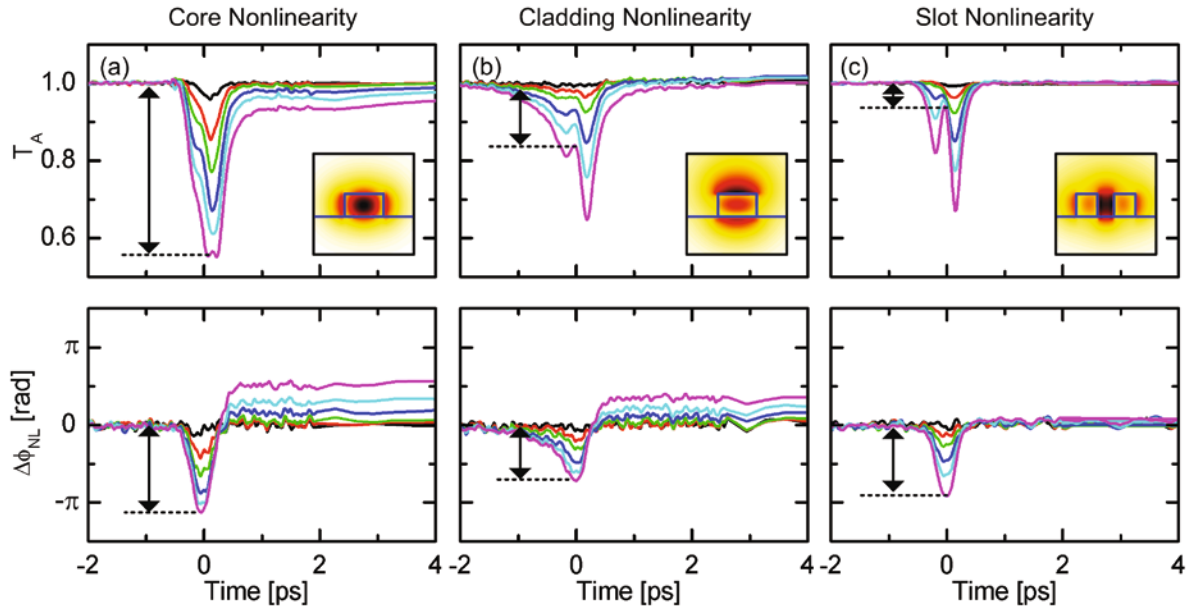 Core Nonlinearity Cladding Nonlinearity Slot Nonlinearity
(a) (b) (c)
T_A
1.0
0.8
0.6
Δϕ_NL [rad]
π
0
-π
-2 0 2 4 -2 0 2 4 -2 0 2 4
Time [ps] Time [ps] Time [ps]